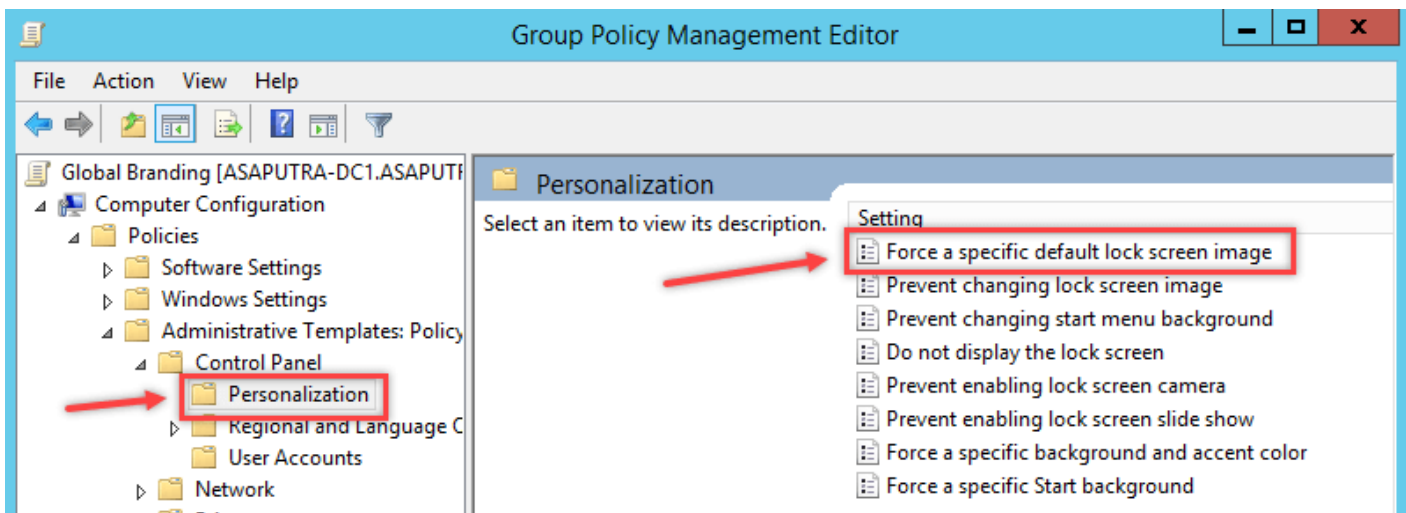 Group Policy Management Editor
X
File Action View Help
?
Global Branding [ASAPUTRA-DC1.ASAPUTR
Computer Configuration
Policies
Software Settings
Windows Settings
Administrative Templates: Policy
Control Panel
Personalization
Regional and Language C
User Accounts
Network
Personalization
Select an item to view its description.
Setting
Force a specific default lock screen image
Prevent changing lock screen image
Prevent changing start menu background
Do not display the lock screen
Prevent enabling lock screen camera
Prevent enabling lock screen slide show
Force a specific background and accent color
Force a specific Start background